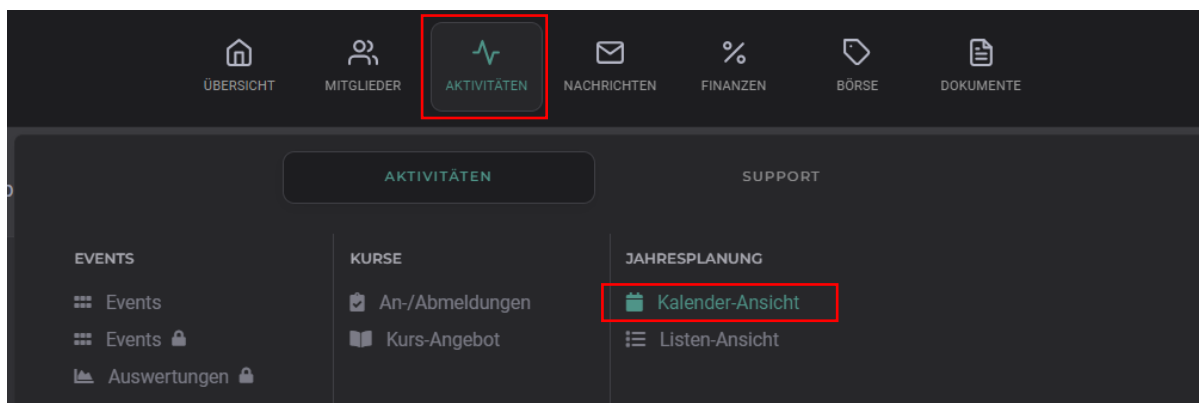 ÜBERSICHT MITGLIEDER AKTIVITÄTEN NACHRICHTEN FINANZEN BÖRSE DOKUMENTE
AKTIVITÄTEN SUPPORT
EVENTS KURSE JAHRESPLANUNG
Events An-/Abmeldungen Kalender-Ansicht
Events Kurs-Angebot Listen-Ansicht
Auswertungen